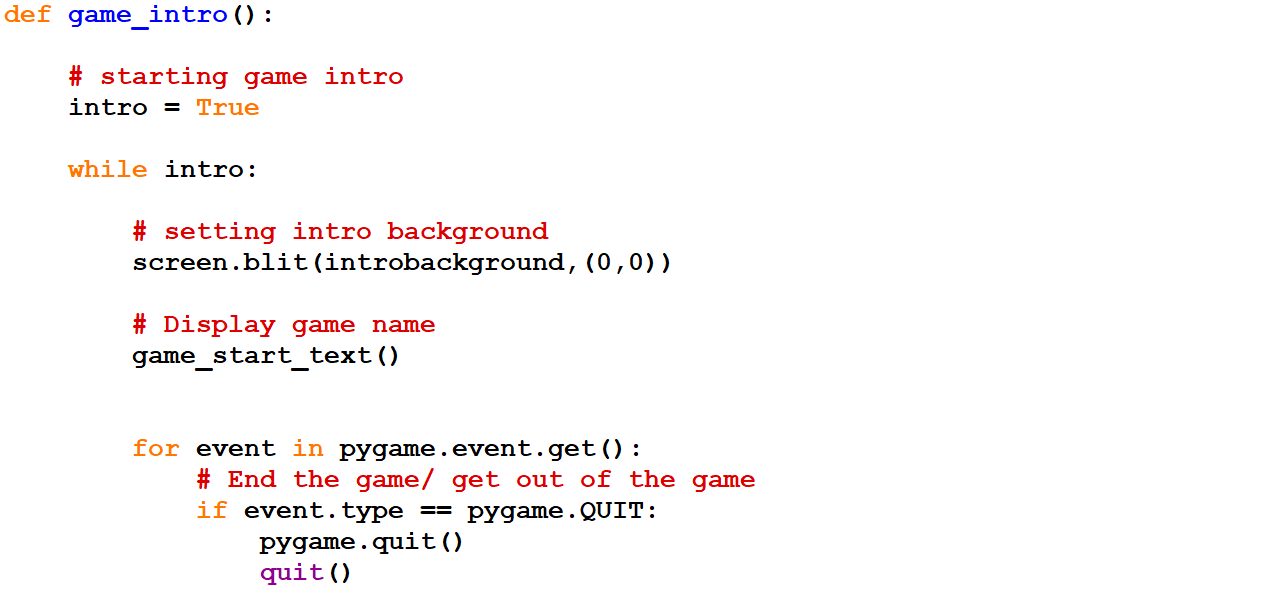 def game_intro():
    # starting game intro
    intro = True
    while intro:
        # setting intro background
        screen.blit(introbackground,(0,0))
        # Display game name
        game_start_text()
        for event in pygame.event.get():
            # End the game/ get out of the game
            if event.type == pygame.QUIT:
                pygame.quit()
                quit()